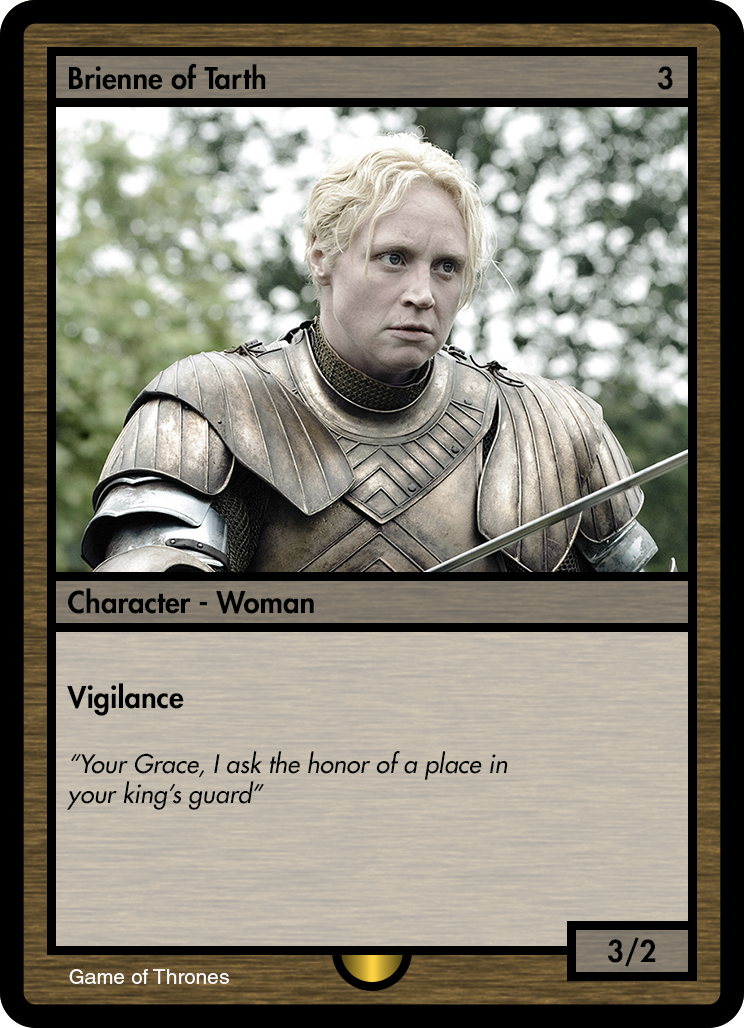 Brienne of Tarth 3
Character - Woman
Vigilance
“Your Grace, I ask the honor of a place in
your king’s guard”
3/2
Game of Thrones